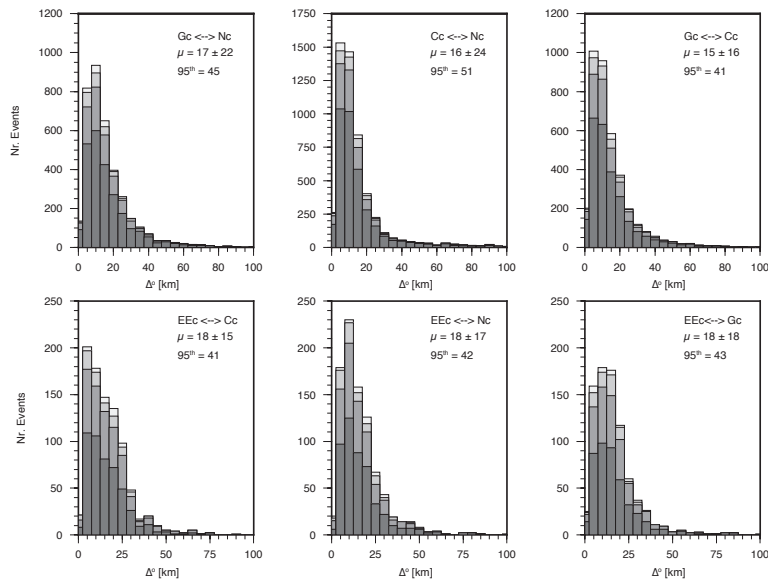 1200
1000
800
600
400
200
0
Nr. Events
Gc <--> Nc
μ = 17 ± 22
95th = 45
0 20 40 60 80 100
Δº [km]
1750
1500
1250
1000
750
500
250
0
Cc <--> Nc
μ = 16 ± 24
95th = 51
0 20 40 60 80 100
Δº [km]
1200
1000
800
600
400
200
0
Gc <--> Cc
μ = 15 ± 16
95th = 41
0 20 40 60 80 100
Δº [km]
250
200
150
100
50
0
Nr. Events
EEc <--> Cc
μ = 18 ± 15
95th = 41
0 25 50 75 100
Δº [km]
250
200
150
100
50
0
EEc <--> Nc
μ = 18 ± 17
95th = 42
0 25 50 75 100
Δº [km]
250
200
150
100
50
0
EEc<--> Gc
μ = 18 ± 18
95th = 43
0 25 50 75 100
Δº [km]